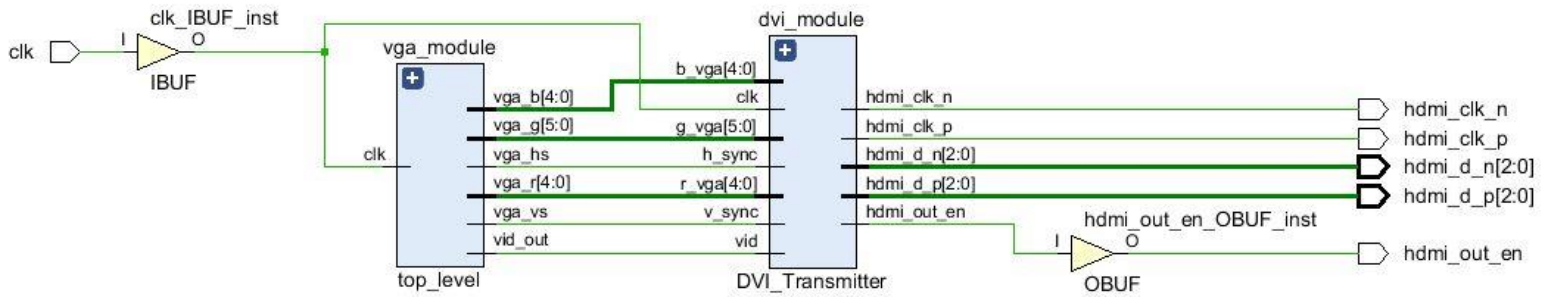 clk
clk_IBUF_inst
I
O
IBUF
vga_module
+
clk
vga_b[4:0]
vga_g[5:0]
vga_hs
vga_r[4:0]
vga_vs
vid_out
top_level
dvi_module
+
b_vga[4:0]
clk
g_vga[5:0]
h_sync
r_vga[4:0]
v_sync
vid
hdmi_clk_n
hdmi_clk_p
hdmi_d_n[2:0]
hdmi_d_p[2:0]
hdmi_out_en
DVI_Transmitter
hdmi_out_en_OBUF_inst
I
O
OBUF
hdmi_clk_n
hdmi_clk_p
hdmi_d_n[2:0]
hdmi_d_p[2:0]
hdmi_out_en